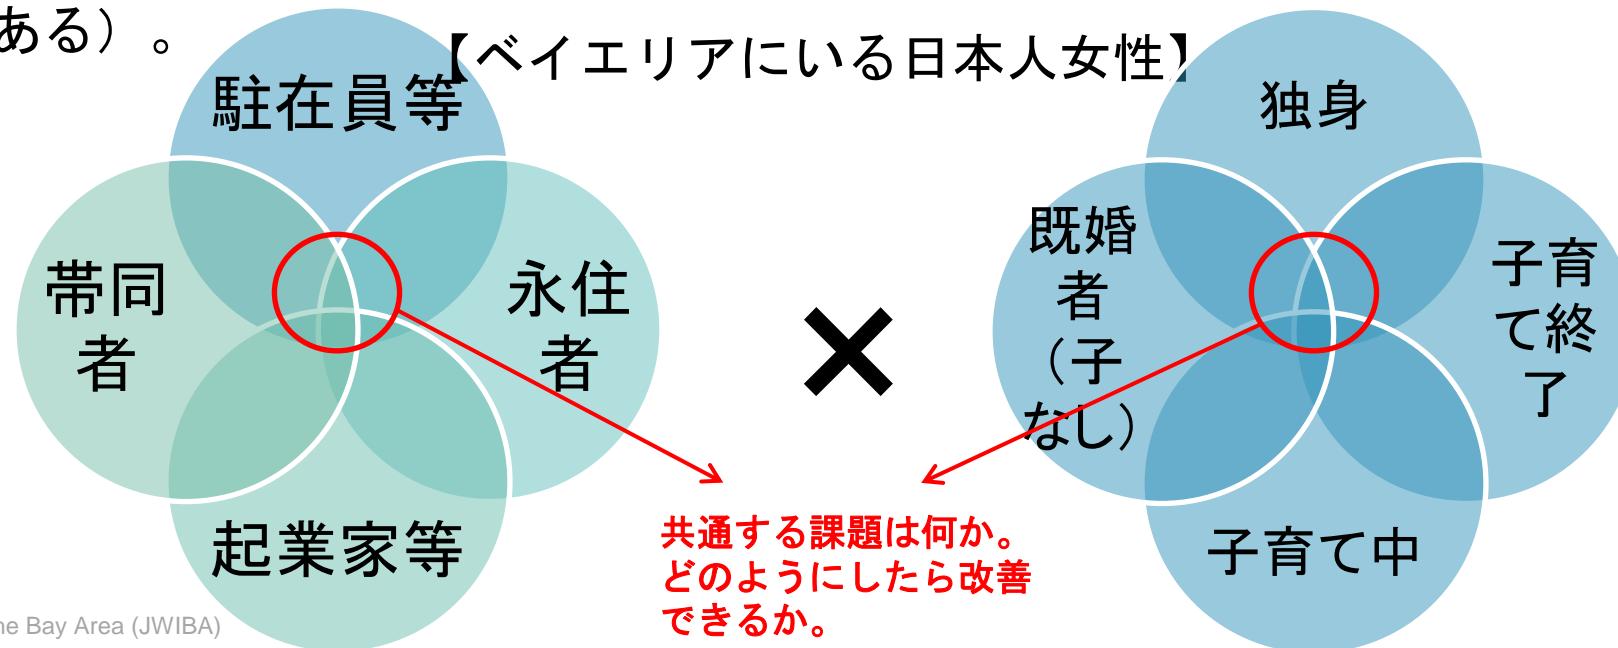 ある）。
【ベイエリアにいる日本人女性】
駐在員等
帯同
者
永住
者
起業家等
独身
既婚
者
（子
なし）
子育
て終
了
子育て中
共通する課題は何か。
どのようにしたら改善
できるか。
he Bay Area (JWIBA)